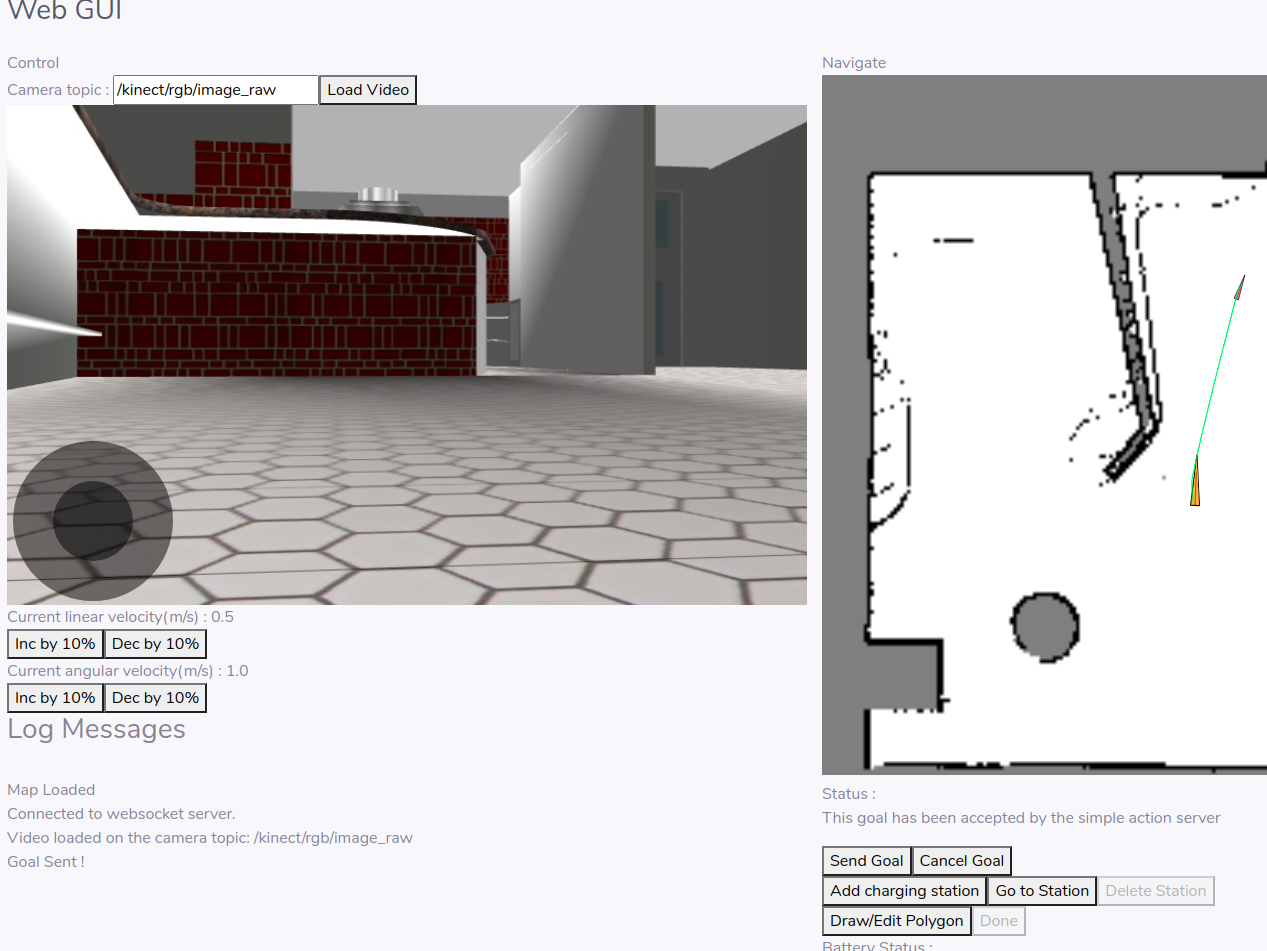 Web GUI
Control
Camera topic : /kinect/rgb/image_raw Load Video
Current linear velocity(m/s) : 0.5
Inc by 10% Dec by 10%
Current angular velocity(m/s) : 1.0
Inc by 10% Dec by 10%
Log Messages
Map Loaded
Connected to websocket server.
Video loaded on the camera topic: /kinect/rgb/image_raw
Goal Sent !
Navigate
Status :
This goal has been accepted by the simple action server
Send Goal Cancel Goal
Add charging station Go to Station Delete Station
Draw/Edit Polygon Done
Battery Status :